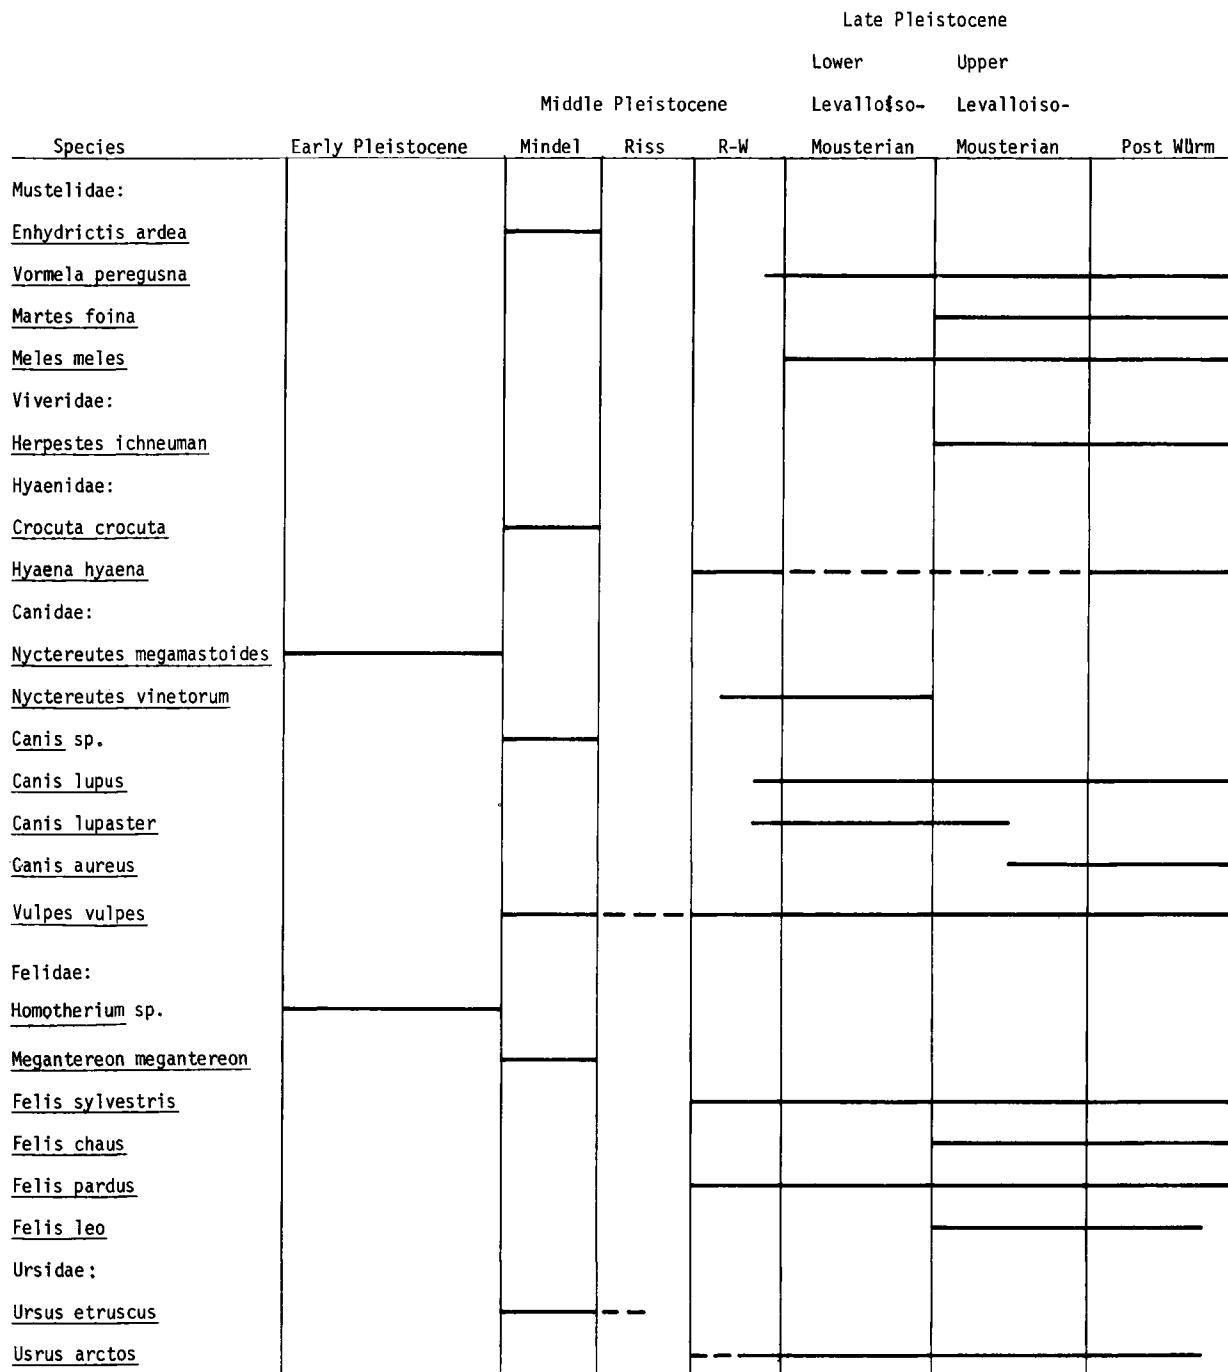 Late Pleistocene
Lower Upper
Middle Pleistocene Levalloiso- Levalloiso-
Species Early Pleistocene Mindel Riss R-W Mousterian Mousterian Post Würm
Mustelidae:
Enhydrictis ardea
Vormela peregusna
Martes foina
Meles meles
Viveridae:
Herpestes ichneuman
Hyaenidae:
Crocuta crocuta
Hyaena hyaena
Canidae:
Nyctereutes megamastoides
Nyctereutes vinetorum
Canis sp.
Canis lupus
Canis lupaster
Canis aureus
Vulpes vulpes
Felidae:
Homotherium sp.
Megantereon megantereon
Felis sylvestris
Felis chaus
Felis pardus
Felis leo
Ursidae:
Ursus etruscus
Usrus arctos